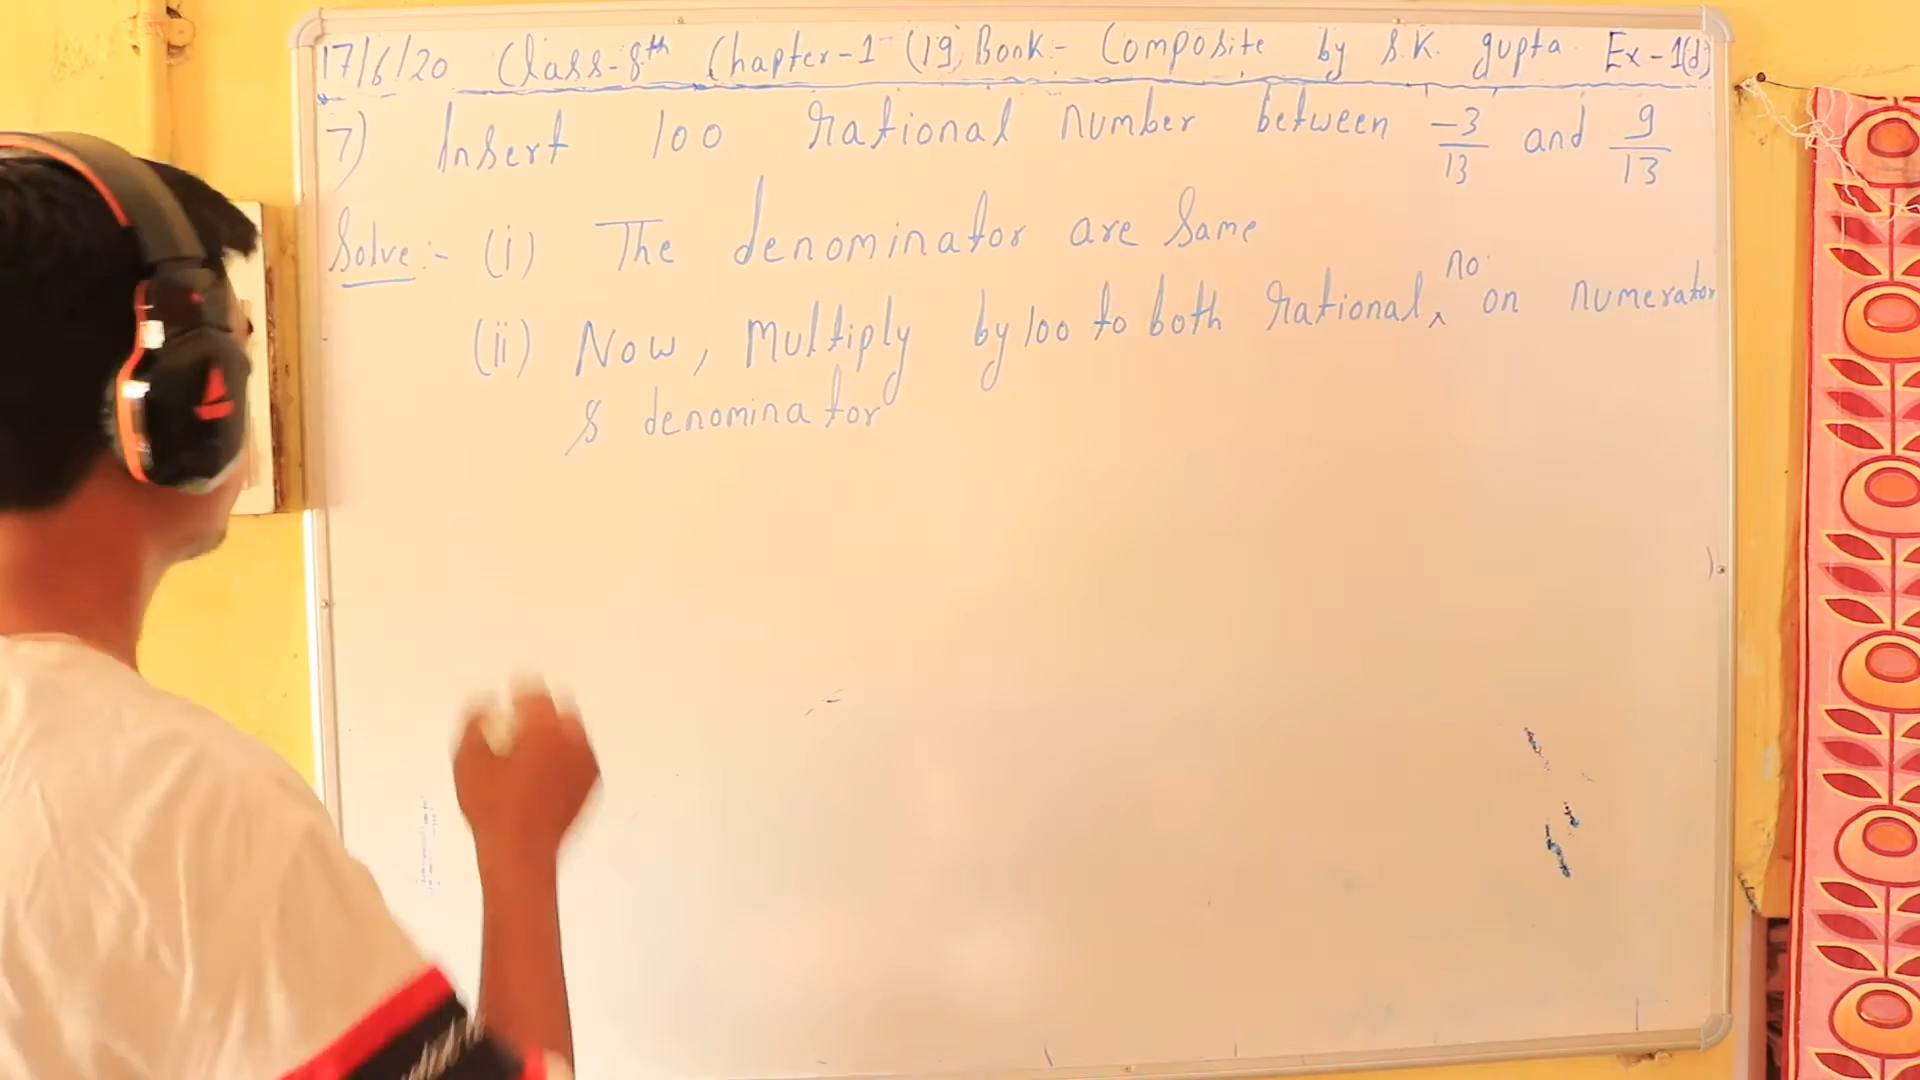 17/6/20 Class-8th Chapter-1 (19) Book:- Composite by S.K. gupta Ex-1(d)
7) Insert 100 rational number between -3/13 and 9/13
Solve:- (i) The denominator are same
(ii) Now, Multiply by 100 to both rational, no. on numerator
& denominator